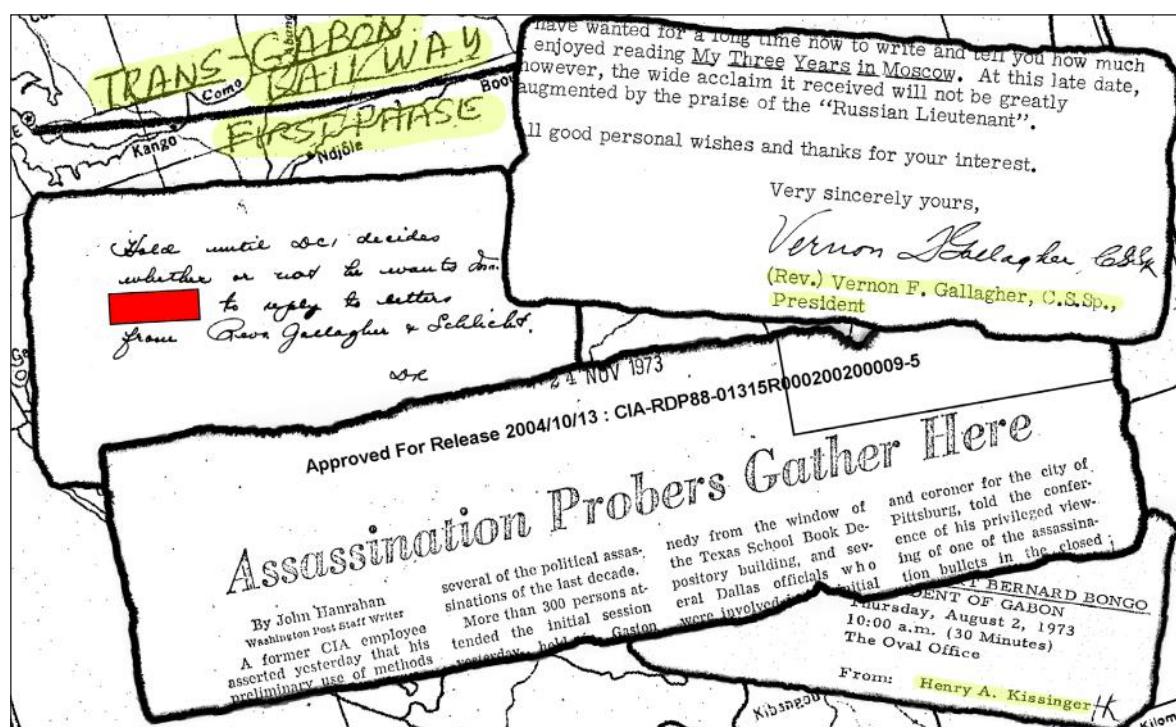 TRANS-GABON
RAILWAY
FIRST PHASE
Como
Kango
Ndjôle
Boou
have wanted for a long time now to write and tell you how much
enjoyed reading My Three Years in Moscow. At this late date,
however, the wide acclaim it received will not be greatly
augmented by the praise of the "Russian Lieutenant".
ll good personal wishes and thanks for your interest.
Very sincerely yours,
Vernon F Gallagher, C.S.Sp.
(Rev.) Vernon F. Gallagher, C.S.Sp.,
President
Hold until DCI decides
whether or not he wants
to reply to letters
from Revs Gallagher & Schlicht.
24 NOV 1973
Approved For Release 2004/10/13 : CIA-RDP88-01315R000200200009-5
Assassination Probers Gather Here
By John Hanrahan
Washington Post Staff Writer
A former CIA employee
asserted yesterday that his
preliminary use of methods
several of the political assas-
sinations of the last decade.
More than 300 persons at-
tended the initial session
yesterday, held Gaston
nedy from the window of
the Texas School Book De-
pository building, and sev-
eral Dallas officials who
were involved initial
and coroner for the city of
Pittsburg, told the confer-
ence of his privileged view-
ing of one of the assassina-
tion bullets in the closed
T BERNARD BONGO
DENT OF GABON
Thursday, August 2, 1973
10:00 a.m. (30 Minutes)
The Oval Office
From: Henry A. Kissinger HK
Kibangou